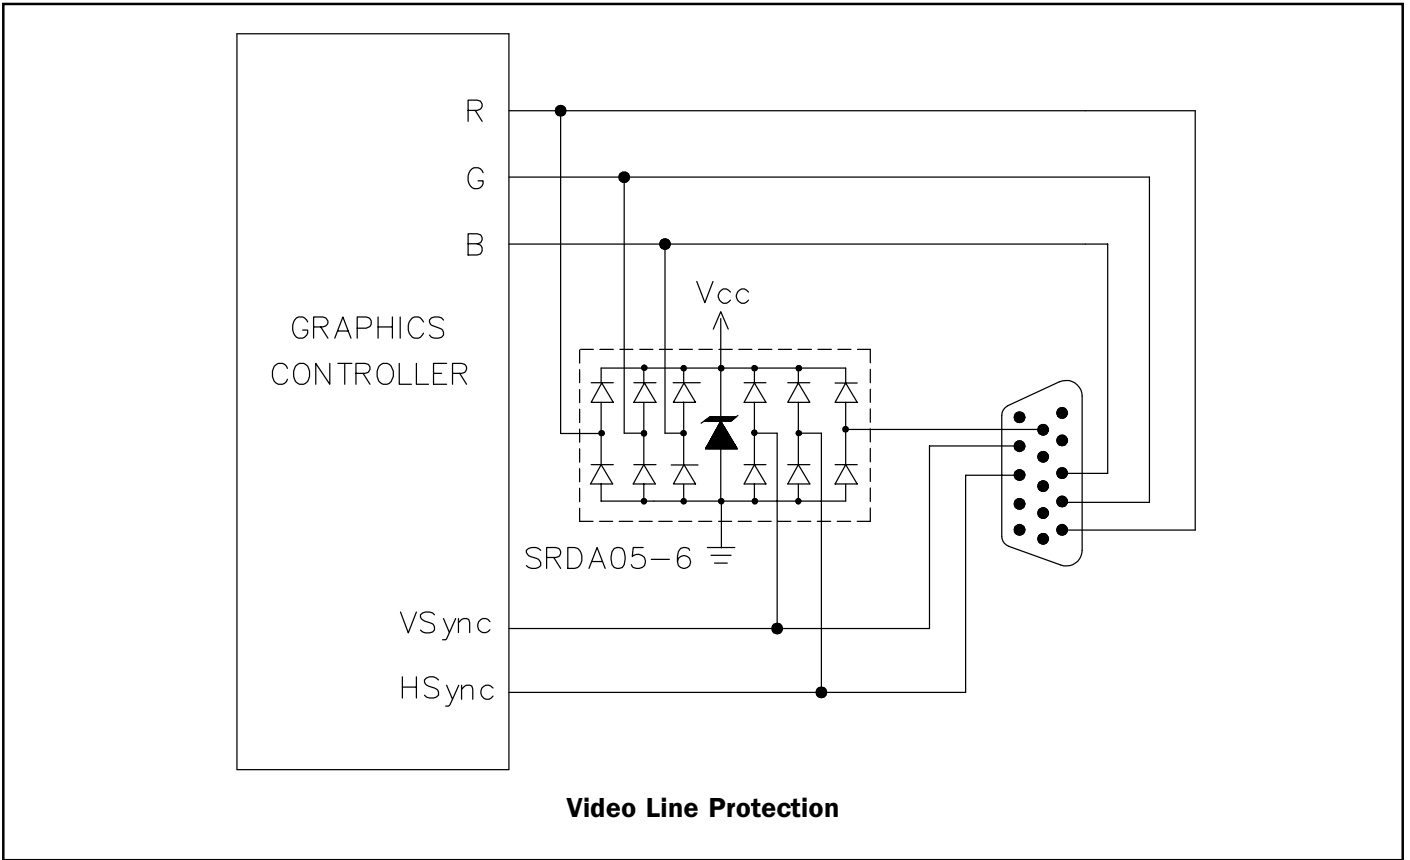 R
G
B
Vcc
GRAPHICS
CONTROLLER
SRDA05-6
VSync
HSync
Video Line Protection